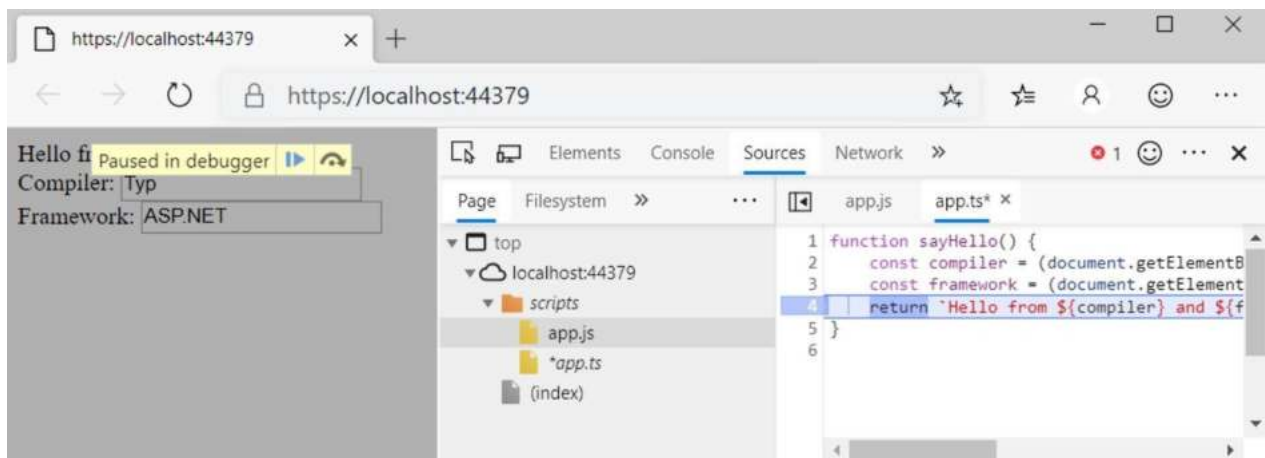 https://localhost:44379
https://localhost:44379
Hello
Paused in debugger
Compiler: Typ
Framework: ASP.NET
Elements Console Sources Network » 1
Page Filesystem » ...
top
localhost:44379
scripts
app.js
*app.ts
(index)
app.js app.ts*
1 function sayHello() {
2 const compiler = (document.getElementB
3 const framework = (document.getElement
4 return `Hello from ${compiler} and ${f
5 }
6